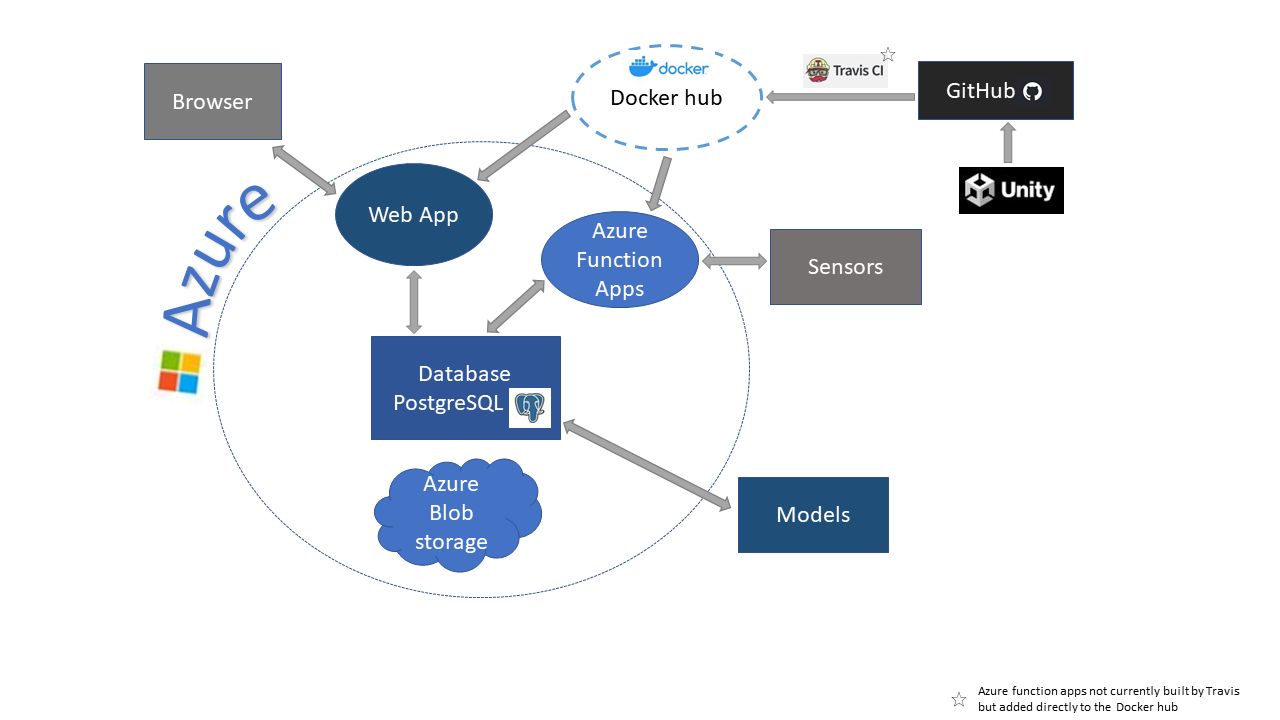 docker
Docker hub
Travis CI
GitHub
Browser
Unity
Azure
Web App
Azure
Function
Apps
Sensors
Database
PostgreSQL
Azure
Blob
storage
Models
Azure function apps not currently built by Travis
but added directly to the Docker hub